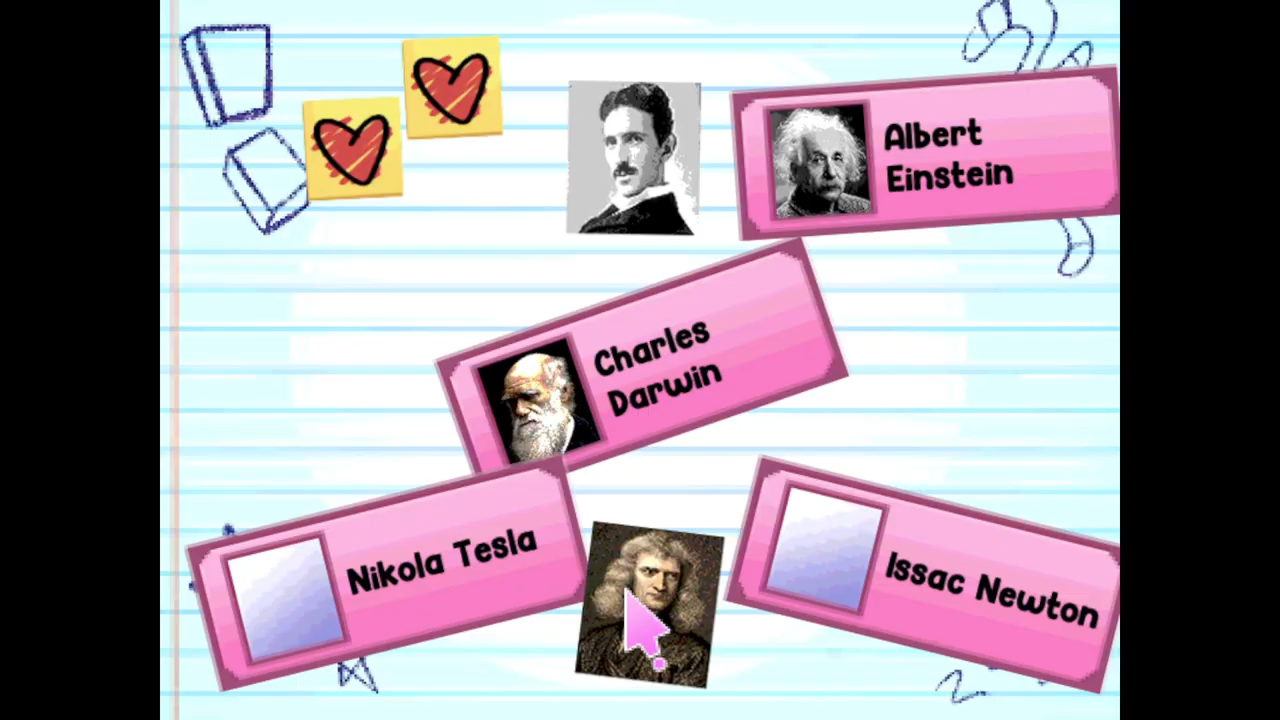 Albert
Einstein
Charles
Darwin
Nikola Tesla
Issac Newton